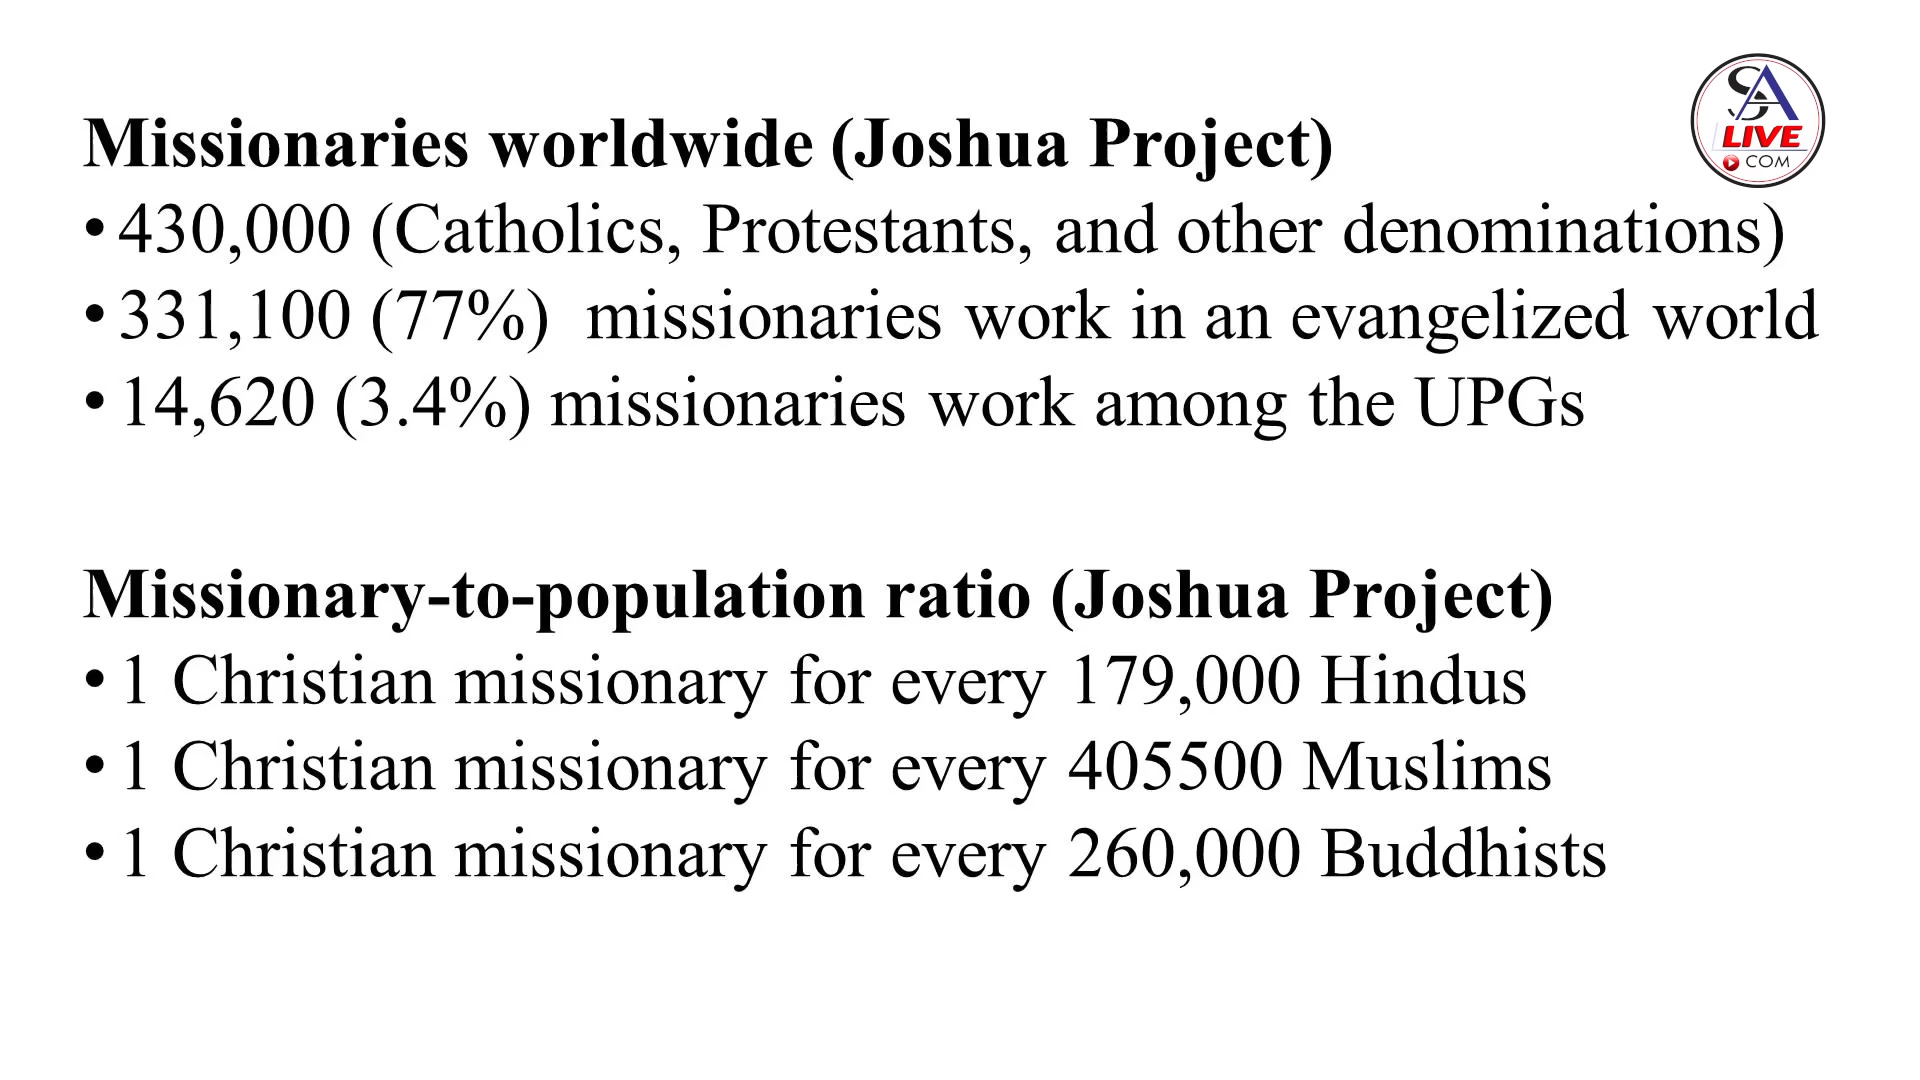 SA
LIVE
COM
Missionaries worldwide (Joshua Project)
• 430,000 (Catholics, Protestants, and other denominations)
• 331,100 (77%)  missionaries work in an evangelized world
• 14,620 (3.4%) missionaries work among the UPGs
Missionary-to-population ratio (Joshua Project)
• 1 Christian missionary for every 179,000 Hindus
• 1 Christian missionary for every 405500 Muslims
• 1 Christian missionary for every 260,000 Buddhists